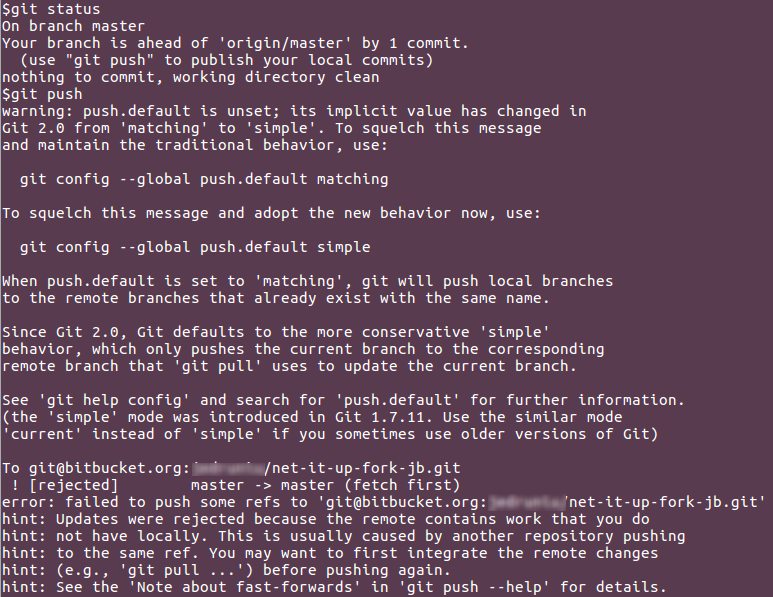 $git status
On branch master
Your branch is ahead of 'origin/master' by 1 commit.
  (use "git push" to publish your local commits)
nothing to commit, working directory clean
$git push
warning: push.default is unset; its implicit value has changed in
Git 2.0 from 'matching' to 'simple'. To squelch this message
and maintain the traditional behavior, use:

  git config --global push.default matching

To squelch this message and adopt the new behavior now, use:

  git config --global push.default simple

When push.default is set to 'matching', git will push local branches
to the remote branches that already exist with the same name.

Since Git 2.0, Git defaults to the more conservative 'simple'
behavior, which only pushes the current branch to the corresponding
remote branch that 'git pull' uses to update the current branch.

See 'git help config' and search for 'push.default' for further information.
(the 'simple' mode was introduced in Git 1.7.11. Use the similar mode
'current' instead of 'simple' if you sometimes use older versions of Git)

To git@bitbucket.org:/net-it-up-fork-jb.git
 ! [rejected]        master -> master (fetch first)
error: failed to push some refs to 'git@bitbucket.org:/net-it-up-fork-jb.git'
hint: Updates were rejected because the remote contains work that you do
hint: not have locally. This is usually caused by another repository pushing
hint: to the same ref. You may want to first integrate the remote changes
hint: (e.g., 'git pull ...') before pushing again.
hint: See the 'Note about fast-forwards' in 'git push --help' for details.